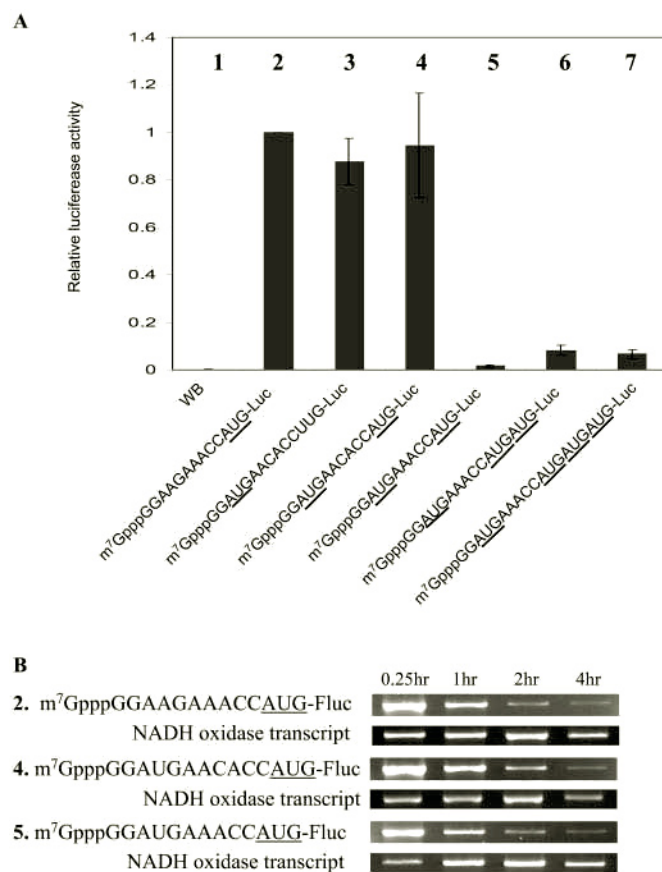 A
1.4
1.2
1
0.8
0.6
0.4
0.2
0
Relative luciferease activity
1 2 3 4 5 6 7
WB
m⁷GpppGGAAGAAACCAUG-Luc
m⁷GpppGGAUGAACACCUUG-Luc
m⁷GpppGGAUGAACACCAUG-Luc
m⁷GpppGGAUGAAACCAUG-Luc
m⁷GpppGGAUGAAACCAUGAUG-Luc
m⁷GpppGGAUGAAACCAUGAUGAUG-Luc
B
0.25hr 1hr 2hr 4hr
2. m⁷GpppGGAAGAAACCAUG-Fluc
NADH oxidase transcript
4. m⁷GpppGGAUGAACACCAUG-Fluc
NADH oxidase transcript
5. m⁷GpppGGAUGAAACCAUG-Fluc
NADH oxidase transcript